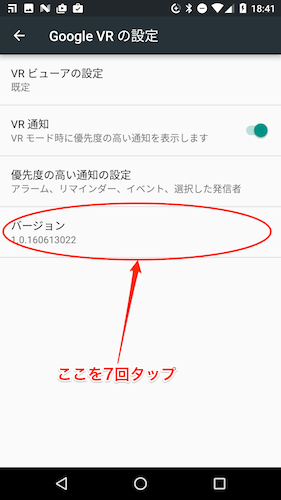 18:41
Google VR の設定
VR ビューアの設定
既定
VR 通知
VR モード時に優先度の高い通知を表示します
優先度の高い通知の設定
アラーム、リマインダー、イベント、選択した発信者
バージョン
1.0.160613022
ここを7回タップ